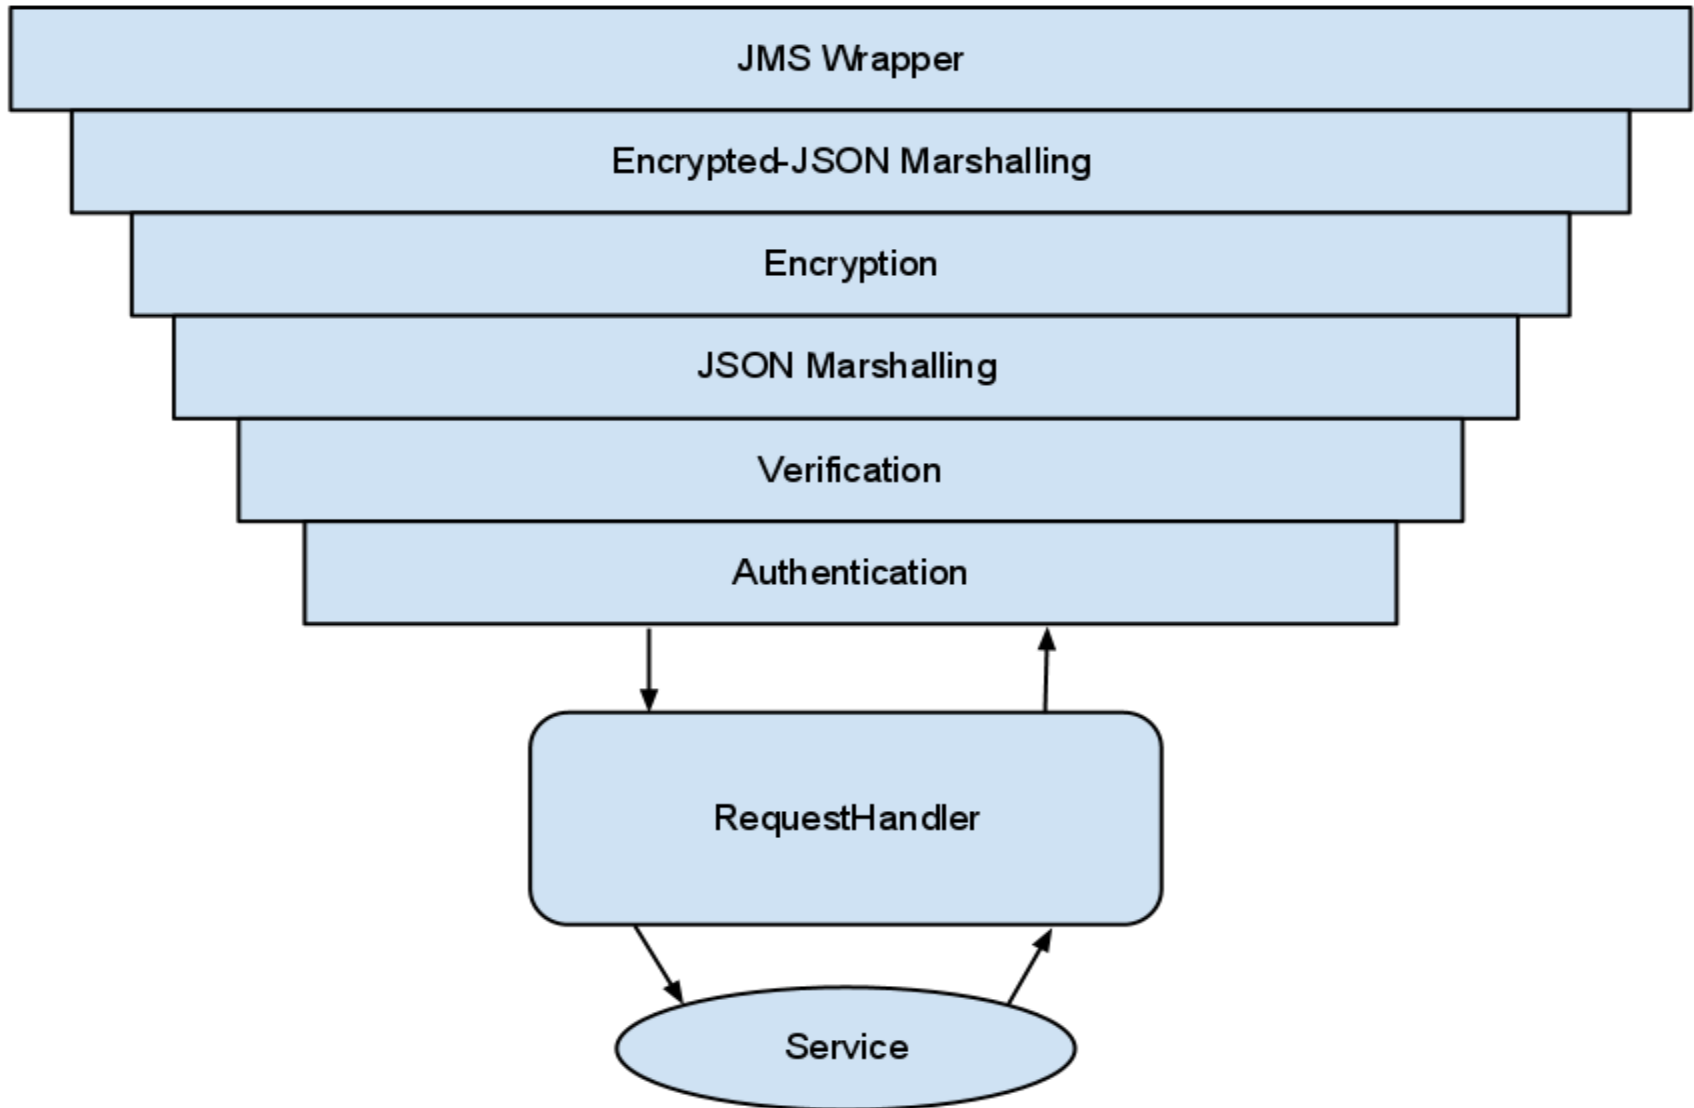 JMS Wrapper
Encrypted-JSON Marshalling
Encryption
JSON Marshalling
Verification
Authentication
RequestHandler
Service